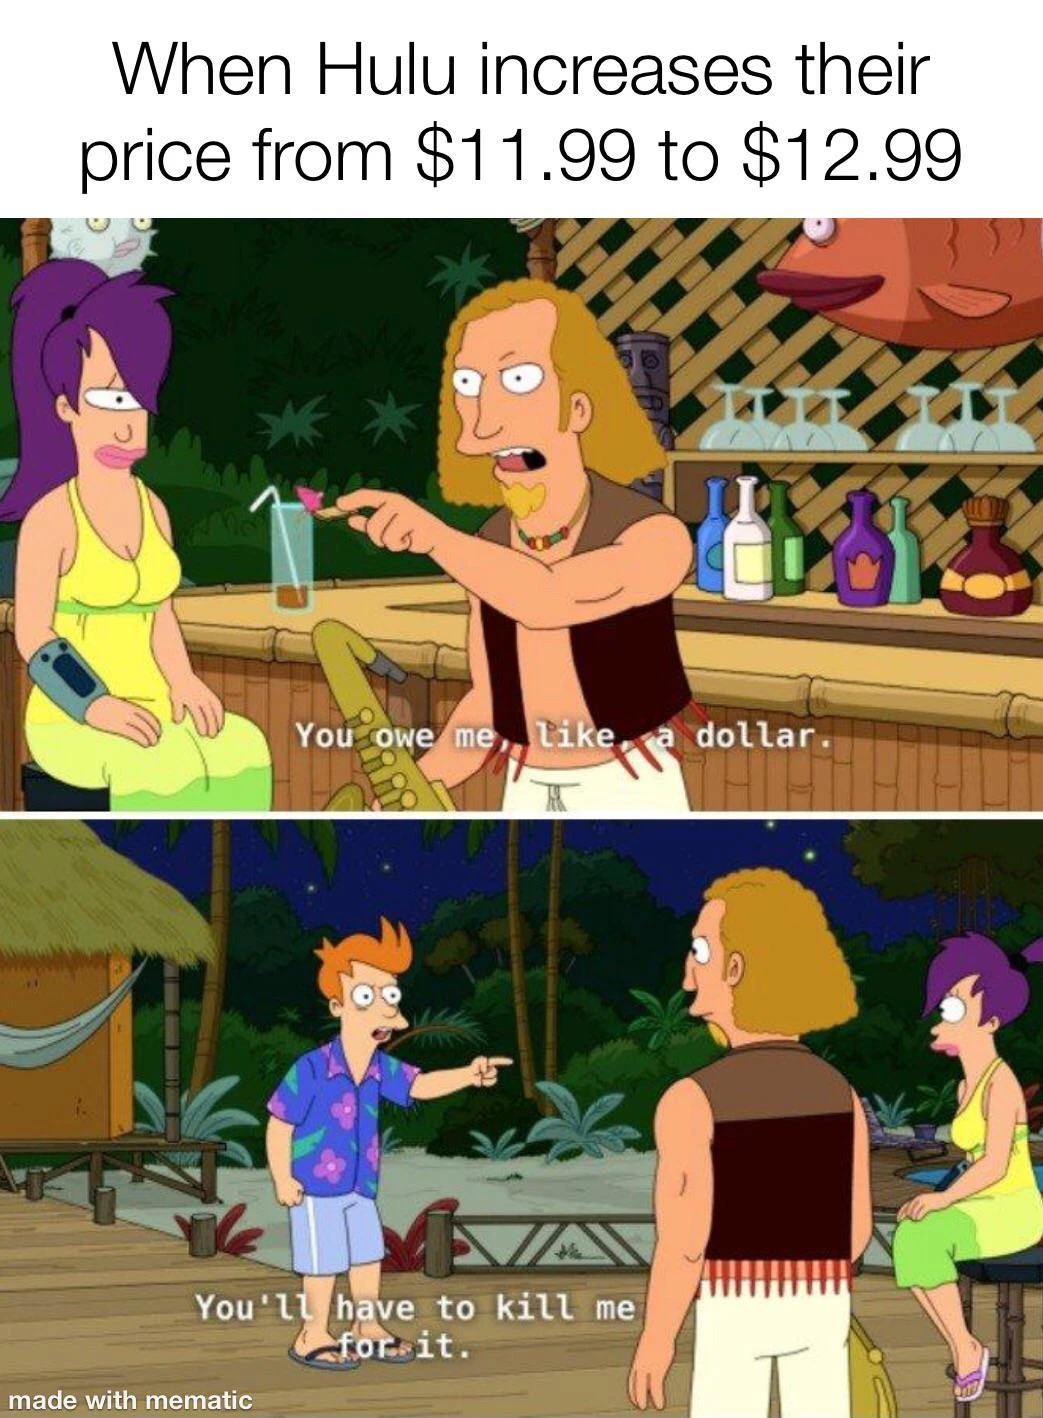 When Hulu increases their
price from $11.99 to $12.99
You owe me, like, a dollar.
You'll have to kill me
for it.
made with mematic